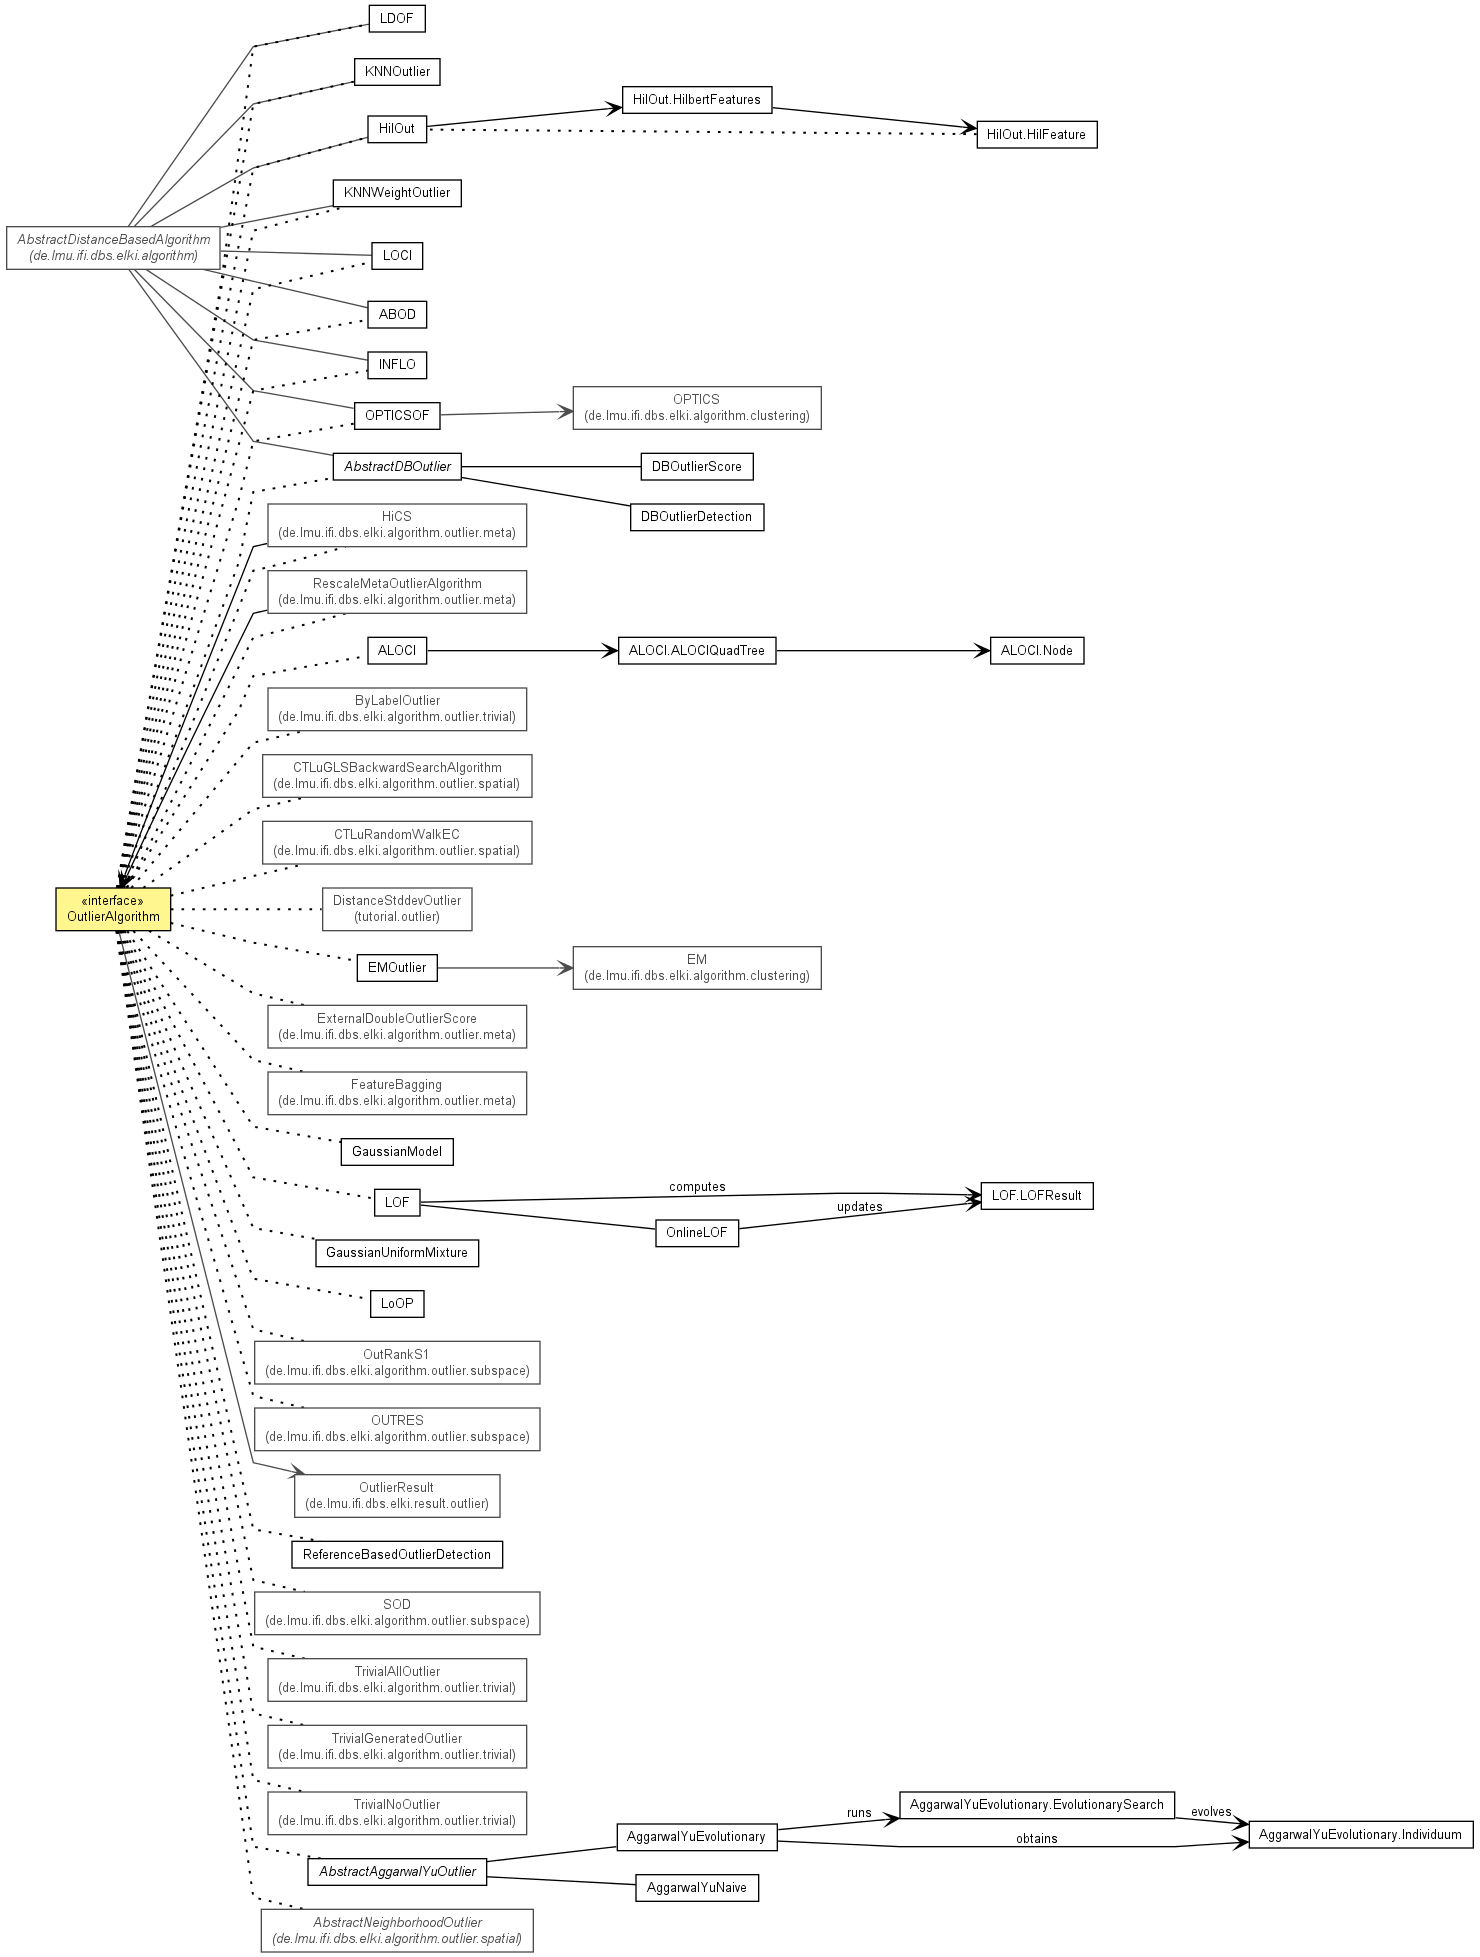 LDOF
KNNOutlier
HilOut.HilbertFeatures
HilOut
HilOut.HilFeature
KNNWeightOutlier
AbstractDistanceBasedAlgorithm
(de.lmu.ifi.dbs.elki.algorithm)
LOCI
ABOD
INFLO
OPTICSOF
OPTICS
(de.lmu.ifi.dbs.elki.algorithm.clustering)
AbstractDBOutlier
DBOutlierScore
DBOutlierDetection
HiCS
(de.lmu.ifi.dbs.elki.algorithm.outlier.meta)
RescaleMetaOutlierAlgorithm
(de.lmu.ifi.dbs.elki.algorithm.outlier.meta)
ALOCI
ALOCI.ALOCIQuadTree
ALOCI.Node
ByLabelOutlier
(de.lmu.ifi.dbs.elki.algorithm.outlier.trivial)
CTLuGLSBackwardSearchAlgorithm
(de.lmu.ifi.dbs.elki.algorithm.outlier.spatial)
CTLuRandomWalkEC
(de.lmu.ifi.dbs.elki.algorithm.outlier.spatial)
«interface»
OutlierAlgorithm
DistanceStddevOutlier
(tutorial.outlier)
EMOutlier
EM
(de.lmu.ifi.dbs.elki.algorithm.clustering)
ExternalDoubleOutlierScore
(de.lmu.ifi.dbs.elki.algorithm.outlier.meta)
FeatureBagging
(de.lmu.ifi.dbs.elki.algorithm.outlier.meta)
GaussianModel
LOF
computes
LOF.LOFResult
updates
OnlineLOF
GaussianUniformMixture
LoOP
OutRankS1
(de.lmu.ifi.dbs.elki.algorithm.outlier.subspace)
OUTRES
(de.lmu.ifi.dbs.elki.algorithm.outlier.subspace)
OutlierResult
(de.lmu.ifi.dbs.elki.result.outlier)
ReferenceBasedOutlierDetection
SOD
(de.lmu.ifi.dbs.elki.algorithm.outlier.subspace)
TrivialAllOutlier
(de.lmu.ifi.dbs.elki.algorithm.outlier.trivial)
TrivialGeneratedOutlier
(de.lmu.ifi.dbs.elki.algorithm.outlier.trivial)
TrivialNoOutlier
(de.lmu.ifi.dbs.elki.algorithm.outlier.trivial)
AggarwalYuEvolutionary
runs
AggarwalYuEvolutionary.EvolutionarySearch
evolves
obtains
AggarwalYuEvolutionary.Individuum
AbstractAggarwalYuOutlier
AggarwalYuNaive
AbstractNeighborhoodOutlier
(de.lmu.ifi.dbs.elki.algorithm.outlier.spatial)